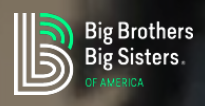 Big Brothers
Big Sisters.
OF AMERICA